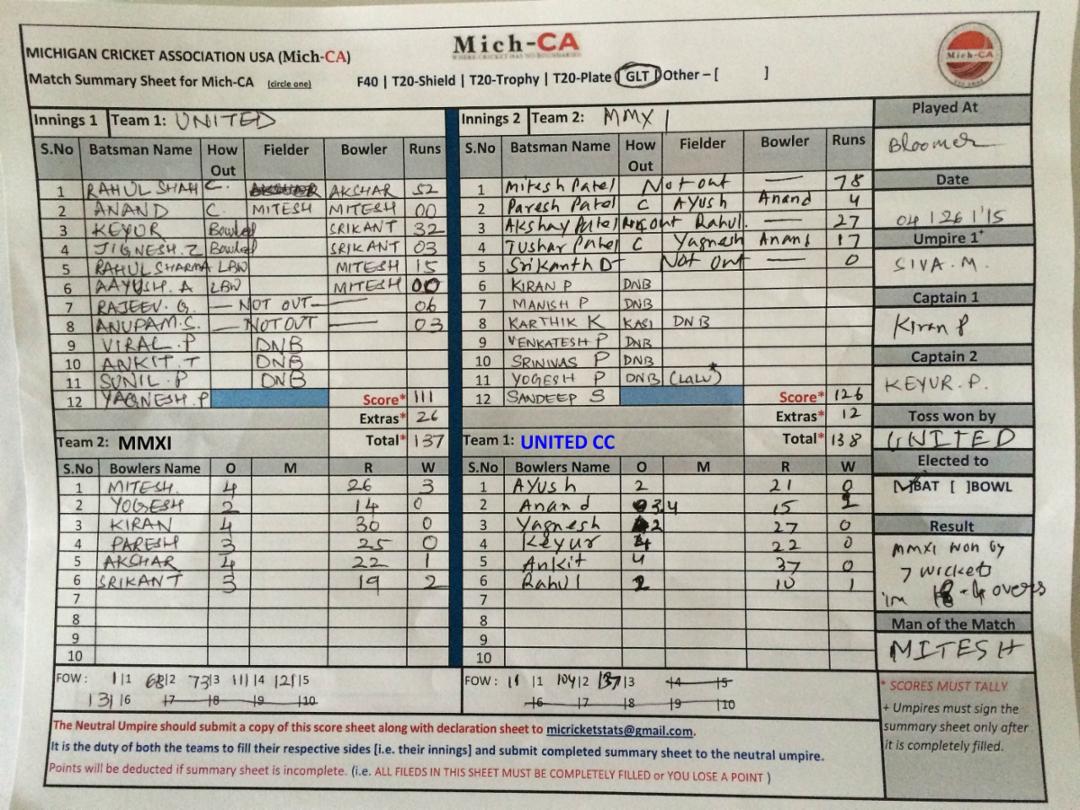 Mich-CA
MICHIGAN CRICKET ASSOCIATION USA (Mich-CA)
Match Summary Sheet for Mich-CA (circle one) F40 | T20-Shield | T20-Trophy | T20-Plate | GLT | Other – [ ]
Mich-CA
Innings 1 Team 1: UNITED
S.No Batsman Name How Out Fielder Bowler Runs
1 RAHUL SHAH C. AKSHAR 52
2 ANAND C. MITESH MITESH 00
3 KEYUR Bowled SRIKANT 32
4 JIGNESH.Z Bowled SRIKANT 03
5 RAHUL SHARMA LBW MITESH 15
6 AAYUSH.A LBW MITESH 00
7 RAJEEV.G. — NOT OUT — 06
8 ANUPAM.S. — NOT OUT — 03
9 VIRAL.P DNB
10 ANKIT.T DNB
11 SUNIL.P DNB
12 YAGNESH.P Score* 111
Extras* 26
Team 2: MMXI Total* 137
S.No Bowlers Name O M R W
1 MITESH. 4 26 3
2 YOGESH 2 14 0
3 KIRAN 4 30 0
4 PARESH 3 25 0
5 AKSHAR 4 22 1
6 SRIKANT 3 19 2
7
8
9
10
FOW : 1|1 68|2 73|3 111|4 121|5
131|6 |7 |8 |9 |10
Innings 2 Team 2: MMXI
S.No Batsman Name How Out Fielder Bowler Runs
1 Mitesh Patel Not out — 78
2 Paresh Patel C Ayush Anand 4
3 Akshay Patel out Rahul. — 27
4 Tushar Patel C Yagnesh Anand 17
5 Srikanth D Not out — 0
6 KIRAN P DNB
7 MANISH P DNB
8 KARTHIK K KASI DNB
9 VENKATESH P DNB
10 SRINIVAS P DNB
11 YOGESH P DNB (LALU)*
12 SANDEEP S Score* 126
Extras* 12
Team 1: UNITED CC Total* 138
S.No Bowlers Name O M R W
1 Ayush 2 21 0
2 Anand 3.4 15 2
3 Yagnesh 2 27 0
4 Keyur 4 22 0
5 Ankit 4 37 0
6 Rahul 2 10 1
7
8
9
10
FOW : 11 |1 104|2 137|3 |4 |5
|6 |7 |8 |9 |10
Played At
Bloomer
Date
04|26|'15
Umpire 1+
SIVA.M.
Captain 1
Kiran P
Captain 2
KEYUR.P.
Toss won by
UNITED
Elected to
BAT [ ]BOWL
Result
MMXI won by
7 wickets
in 18.4 overs
Man of the Match
MITESH
* SCORES MUST TALLY
+ Umpires must sign the
summary sheet only after
it is completely filled.
The Neutral Umpire should submit a copy of this score sheet along with declaration sheet to micricketstats@gmail.com.
It is the duty of both the teams to fill their respective sides [i.e. their innings] and submit completed summary sheet to the neutral umpire.
Points will be deducted if summary sheet is incomplete. (i.e. ALL FILEDS IN THIS SHEET MUST BE COMPLETELY FILLED or YOU LOSE A POINT )